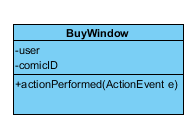 BuyWindow
-user
-comicID
+actionPerformed(ActionEvent e)